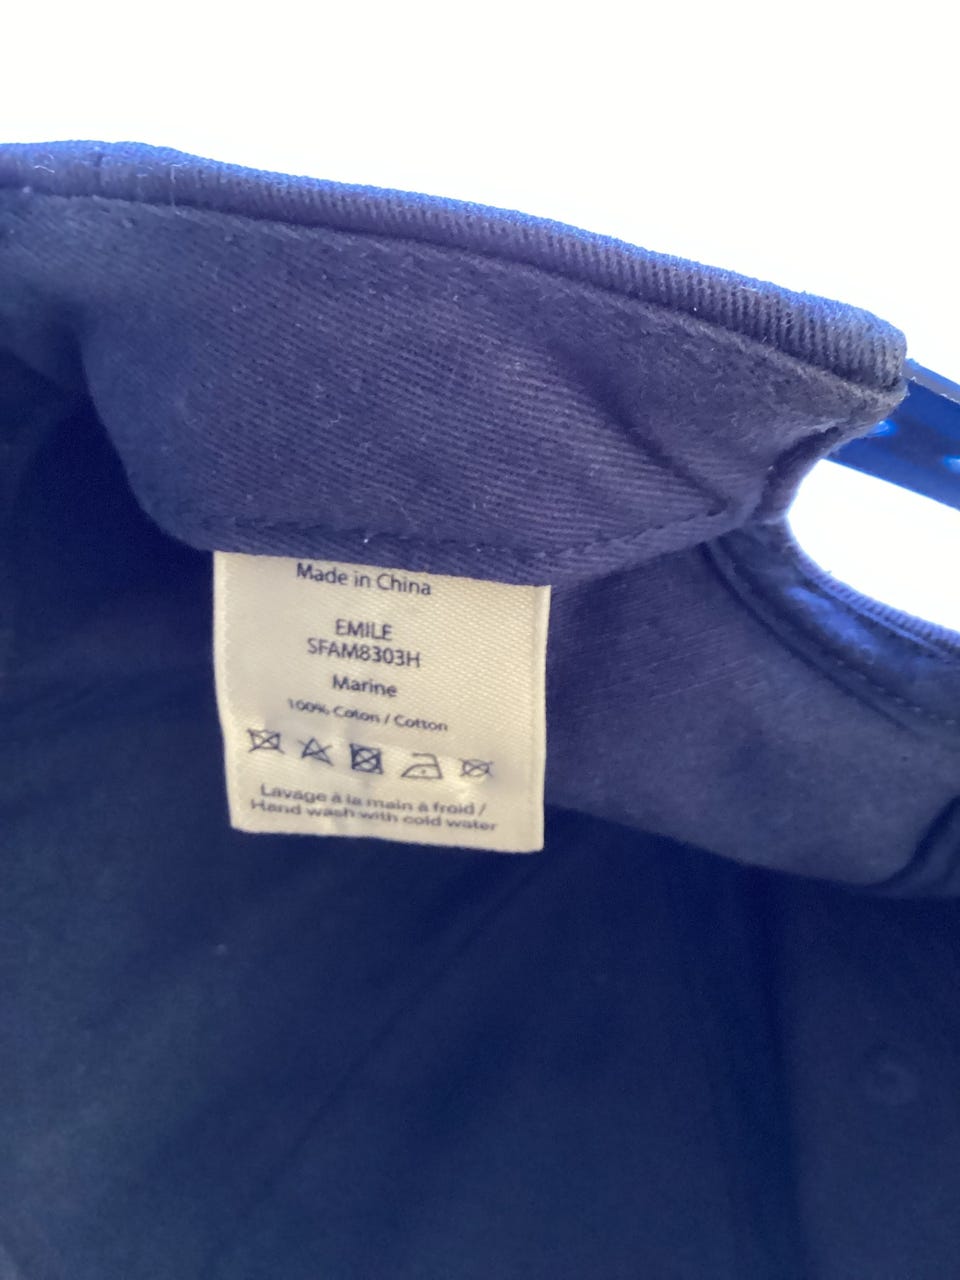 Made in China
EMILE
SFAM8303H
Marine
100% Coton / Cotton
Lavage à la main à froid /
Hand wash with cold water